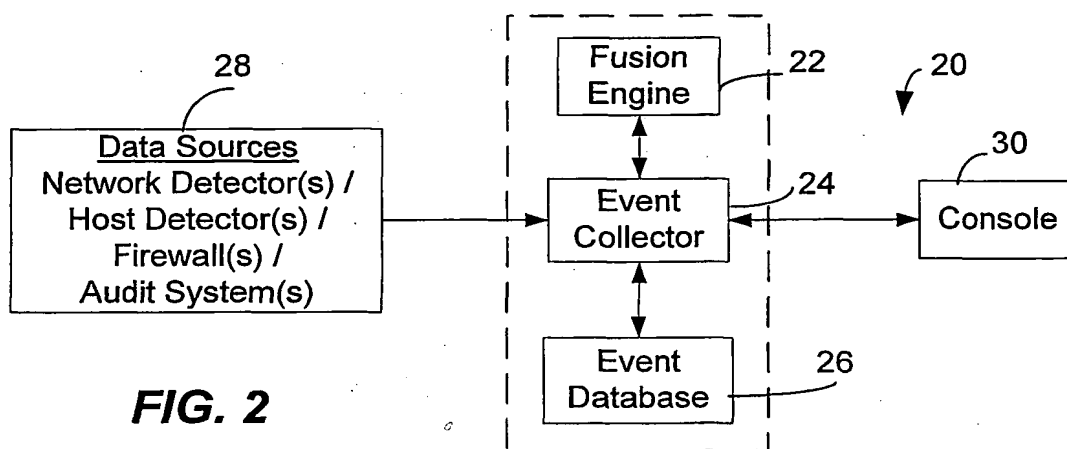 28
Data Sources
Network Detector(s) /
Host Detector(s) /
Firewall(s) /
Audit System(s)
Fusion
Engine
22
20
Event
Collector
24
30
Console
Event
Database
26
FIG. 2